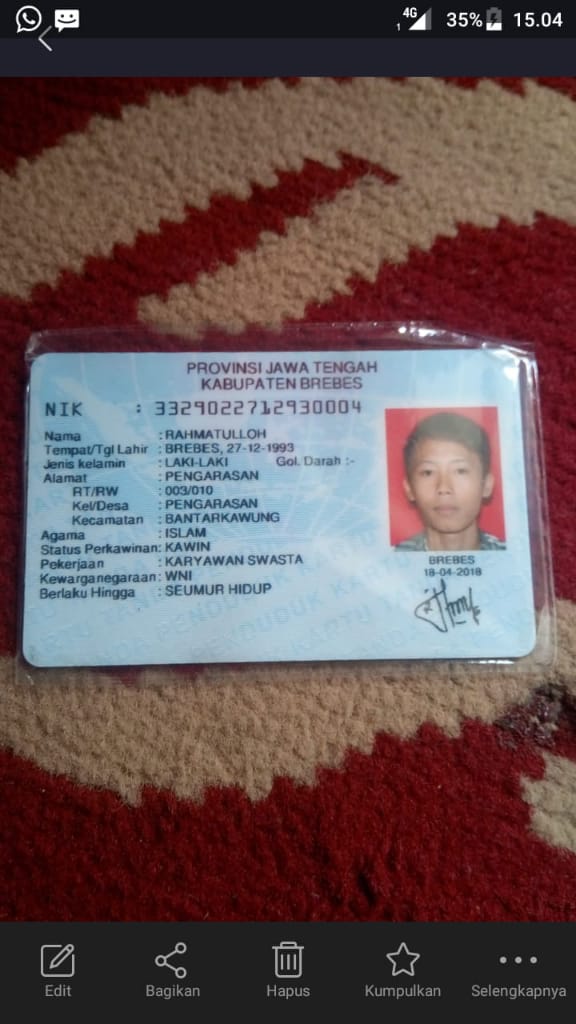 4G
1
35%
15.04
PROVINSI JAWA TENGAH
KABUPATEN BREBES
NIK : 3329022712930004
Nama : RAHMATULLOH
Tempat/Tgl Lahir : BREBES, 27-12-1993
Jenis kelamin : LAKI-LAKI Gol. Darah :-
Alamat : PENGARASAN
RT/RW : 003/010
Kel/Desa : PENGARASAN
Kecamatan : BANTARKAWUNG
Agama : ISLAM
Status Perkawinan: KAWIN
Pekerjaan : KARYAWAN SWASTA
Kewarganegaraan: WNI
Berlaku Hingga : SEUMUR HIDUP
BREBES
18-04-2018
Edit
Bagikan
Hapus
Kumpulkan
Selengkapnya